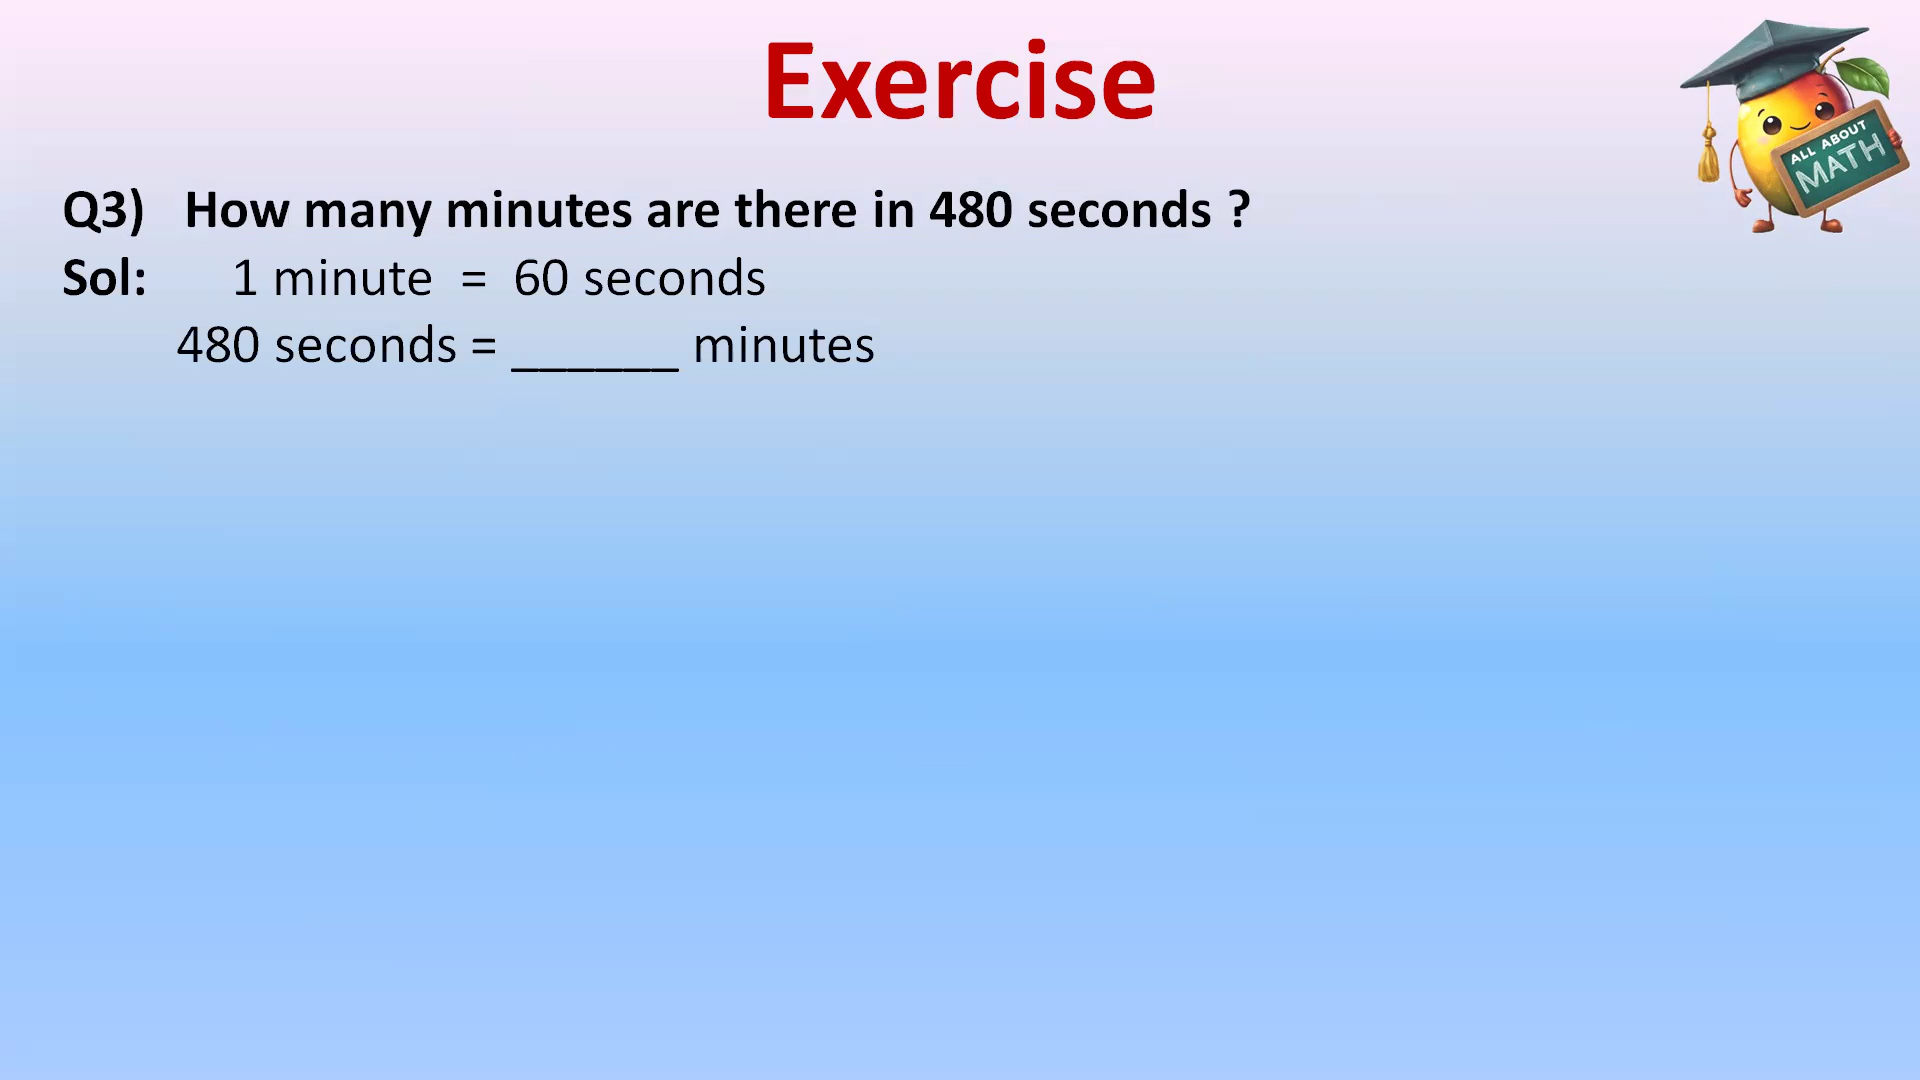 Exercise
ALL ABOUT
MATH
Q3) How many minutes are there in 480 seconds ?
Sol: 1 minute = 60 seconds
480 seconds = ______ minutes